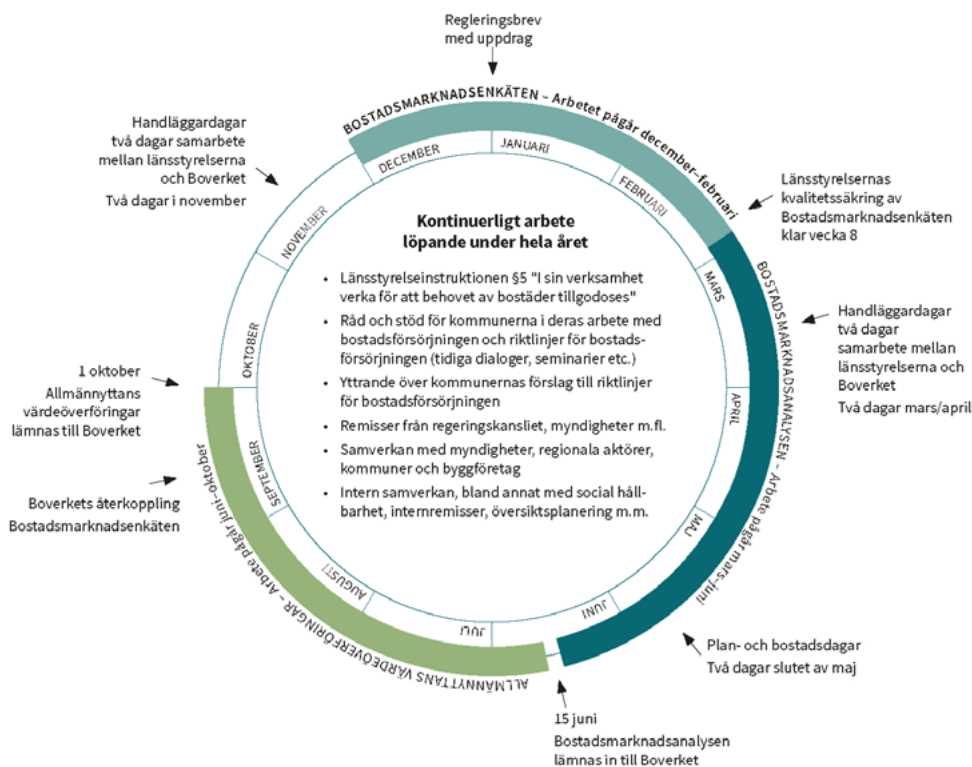 Regleringsbrev
med uppdrag
BOSTADSMARKNADSENKÄTEN – Arbetet pågår december–februari
Handläggardagar
två dagar samarbete
mellan länsstyrelserna
och Boverket
Två dagar i november
DECEMBER
JANUARI
FEBRUARI
NOVEMBER
Länsstyrelsernas
kvalitetssäkring av
Bostadsmarknadsenkäten
klar vecka 8
Kontinuerligt arbete
löpande under hela året
• Länsstyrelseinstruktionen §5 "I sin verksamhet
verka för att behovet av bostäder tillgodoses"
• Råd och stöd för kommunerna i deras arbete med
bostadsförsörjningen och riktlinjer för bostads-
försörjningen (tidiga dialoger, seminarier etc.)
• Yttrande över kommunernas förslag till riktlinjer
för bostadsförsörjningen
• Remisser från regeringskansliet, myndigheter m.fl.
• Samverkan med myndigheter, regionala aktörer,
kommuner och byggföretag
• Intern samverkan, bland annat med social håll-
barhet, internremisser, översiktsplanering m.m.
MARS
BOSTADSMARKNADSANALYSEN – Arbete pågår mars–juni
Handläggardagar
två dagar
samarbete mellan
länsstyrelserna och
Boverket
Två dagar mars/april
OKTOBER
APRIL
1 oktober
Allmännyttans
värdeöverföringar
lämnas till Boverket
SEPTEMBER
Boverkets återkoppling
Bostadsmarknadsenkäten
MAJ
AUGUSTI
JUNI
JULI
ALLMÄNNYTTANS VÄRDEÖVERFÖRINGAR – Arbete pågår juni–oktober
Plan- och bostadsdagar
Två dagar slutet av maj
15 juni
Bostadsmarknadsanalysen
lämnas in till Boverket